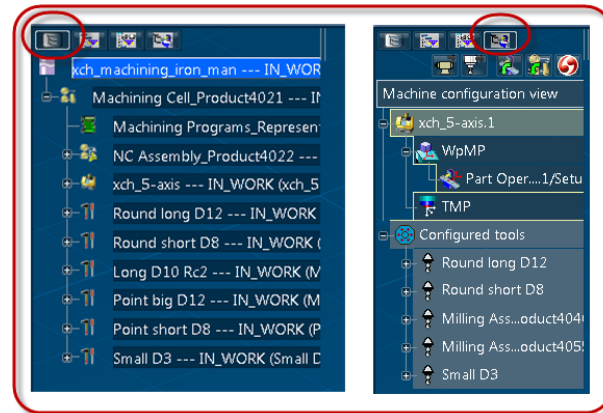 xch_machining_iron_man --- IN_WOR
Machining Cell_Product4021 --- IN
Machining Programs_Represen
NC Assembly_Product4022 ---
xch_5-axis --- IN_WORK (xch_5
Round long D12 --- IN_WORK
Round short D8 --- IN_WORK (
Long D10 Rc2 --- IN_WORK (M
Point big D12 --- IN_WORK (M
Point short D8 --- IN_WORK (P
Small D3 --- IN_WORK (Small D
Machine configuration view
xch_5-axis.1
WpMP
Part Oper....1/Setu
TMP
Configured tools
Round long D12
Round short D8
Milling Ass...oduct404
Milling Ass...oduct4055
Small D3